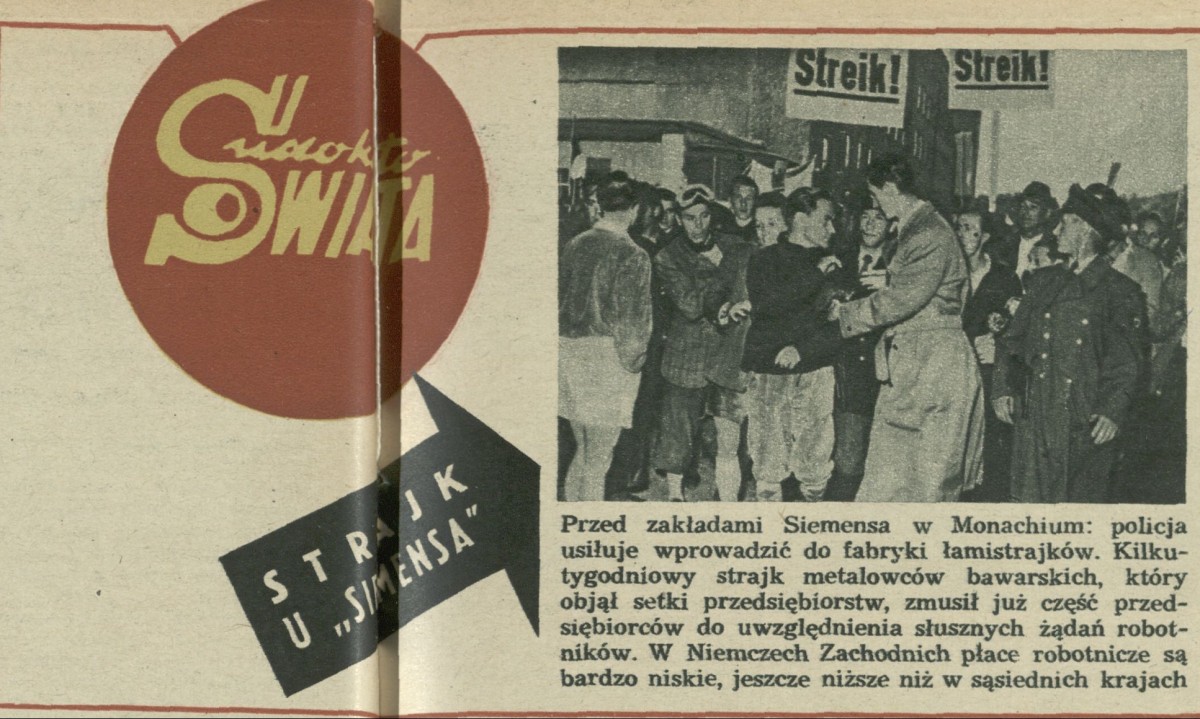 Wudokto
ŚWIATA
STRAJK
U „SIMENSA”
Streik! Streik!
Przed zakładami Siemensa w Monachium: policja
usiłuje wprowadzić do fabryki łamistrajków. Kilku-
tygodniowy strajk metalowców bawarskich, który
objął setki przedsiębiorstw, zmusił już część przed-
siębiorców do uwzględnienia słusznych żądań robot-
ników. W Niemczech Zachodnich płace robotnicze są
bardzo niskie, jeszcze niższe niż w sąsiednich krajach